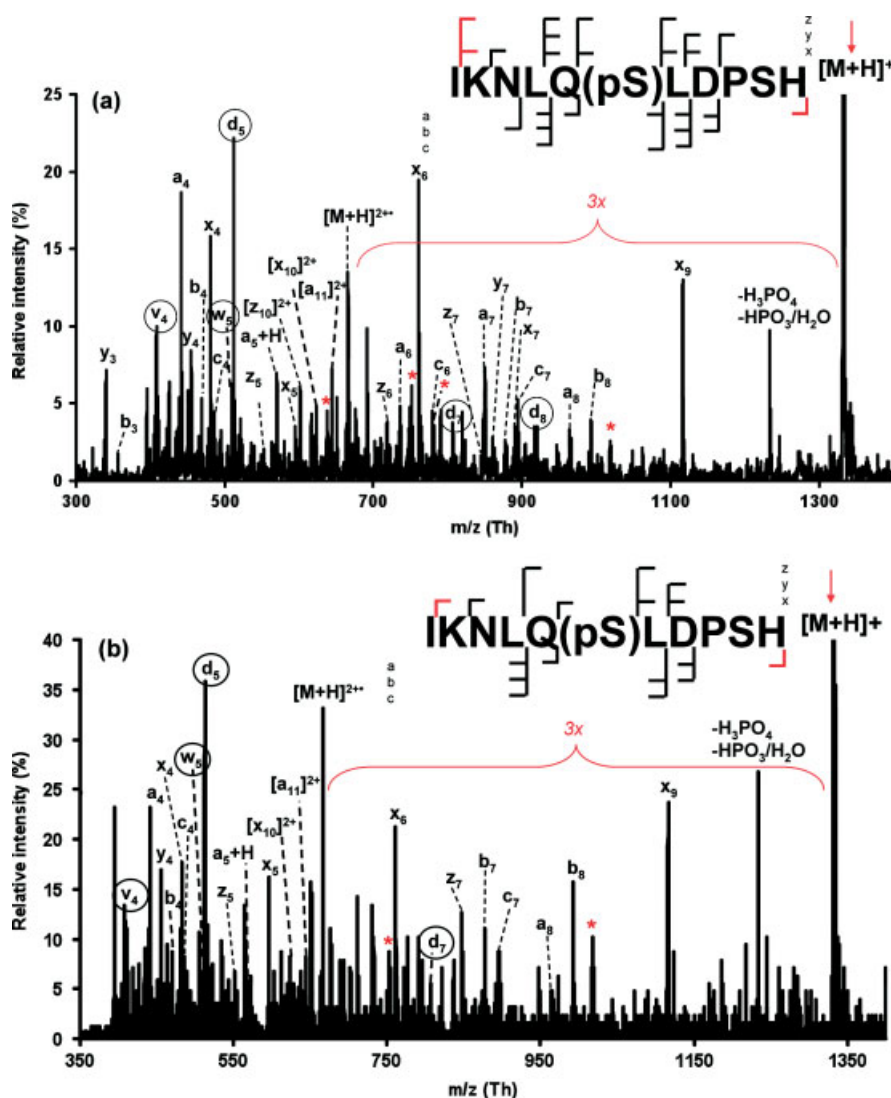 z
y
x
IKNLQ(pS)LDPSH
[M+H]⁺
(a)
a
b
c
25
20
15
10
5
0
Relative intensity (%)
3x
d₅
a₄
x₄
x₆
[M+H]²⁺•
[x₁₀]²⁺
[a₁₁]²⁺
b₄
[z₁₀]²⁺
v₄
w₅
a₅+H
y₃
y₄
c₄
z₅
x₅
b₃
z₆
a₆
*
*
c₆
*
z₇
d₇
a₇
y₇
b₇
x₇
c₇
d₈
a₈
b₈
*
x₉
-H₃PO₄
-HPO₃/H₂O
300
500
700
900
1100
1300
m/z (Th)
z
y
x
IKNLQ(pS)LDPSH
[M+H]+
(b)
a
b
c
40
35
30
25
20
15
10
5
0
Relative intensity (%)
3x
d₅
[M+H]²⁺•
w₅
x₄
a₄
c₄
y₄
v₄
b₄
z₅
a₅+H
x₅
[x₁₀]²⁺
[a₁₁]²⁺
x₆
*
d₇
z₇
b₇
c₇
a₈
b₈
*
x₉
-H₃PO₄
-HPO₃/H₂O
350
550
750
950
1150
1350
m/z (Th)